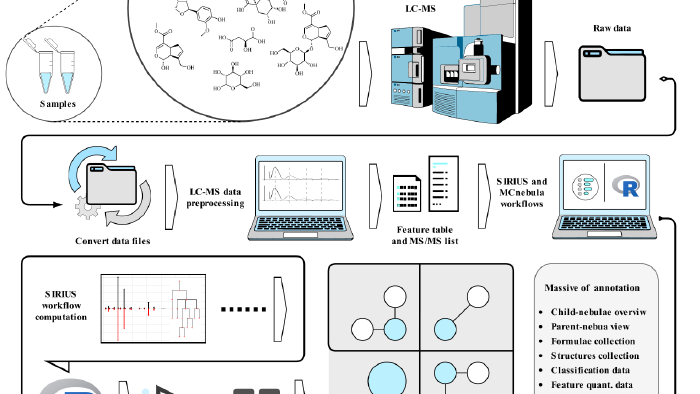 LC-MS
Raw data
Samples
LC-MS data
preprocessing
SIRIUS and
MCnebula
workflows
R
Convert data files
Feature table
and MS/MS list
SIRIUS
workflow
computation
Massive of annotation
• Child-nebulae overviw
• Parent-nebua view
• Formulae collection
• Structures collection
• Classification data
• Feature quant. data